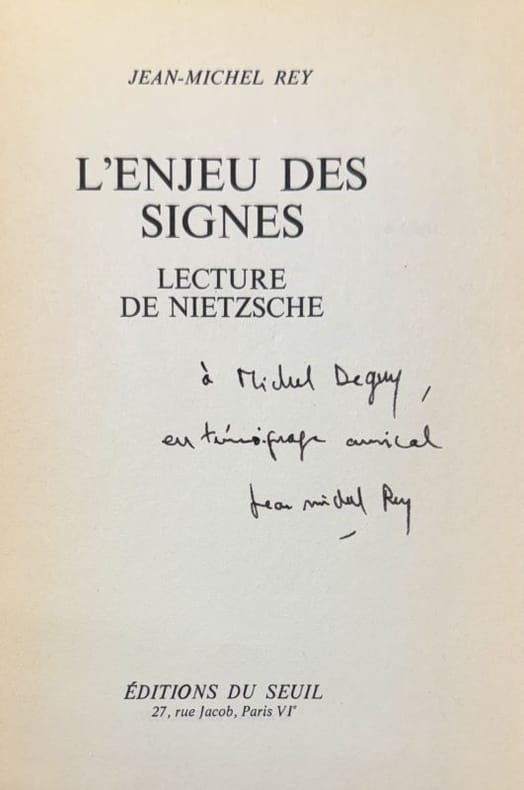 JEAN-MICHEL REY
L'ENJEU DES
SIGNES
LECTURE
DE NIETZSCHE
à Michel Deguy,
en témoignage amical
Jean Michel Rey
ÉDITIONS DU SEUIL
27, rue Jacob, Paris VIe